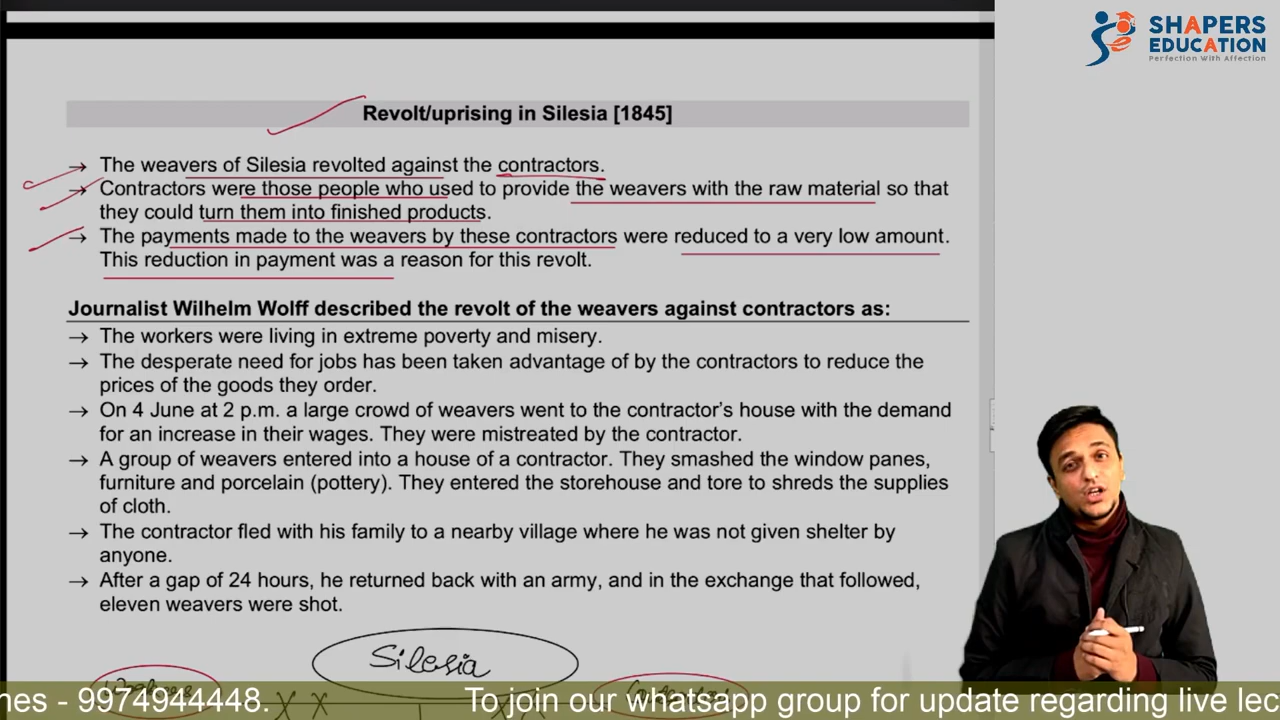 SHAPERS
EDUCATION
Perfection With Affection
Revolt/uprising in Silesia [1845]
→ The weavers of Silesia revolted against the contractors.
→ Contractors were those people who used to provide the weavers with the raw material so that
they could turn them into finished products.
→ The payments made to the weavers by these contractors were reduced to a very low amount.
This reduction in payment was a reason for this revolt.
Journalist Wilhelm Wolff described the revolt of the weavers against contractors as:
→ The workers were living in extreme poverty and misery.
→ The desperate need for jobs has been taken advantage of by the contractors to reduce the
prices of the goods they order.
→ On 4 June at 2 p.m. a large crowd of weavers went to the contractor's house with the demand
for an increase in their wages. They were mistreated by the contractor.
→ A group of weavers entered into a house of a contractor. They smashed the window panes,
furniture and porcelain (pottery). They entered the storehouse and tore to shreds the supplies
of cloth.
→ The contractor fled with his family to a nearby village where he was not given shelter by
anyone.
→ After a gap of 24 hours, he returned back with an army, and in the exchange that followed,
eleven weavers were shot.
Silesia
nes - 9974944448. To join our whatsapp group for update regarding live lec